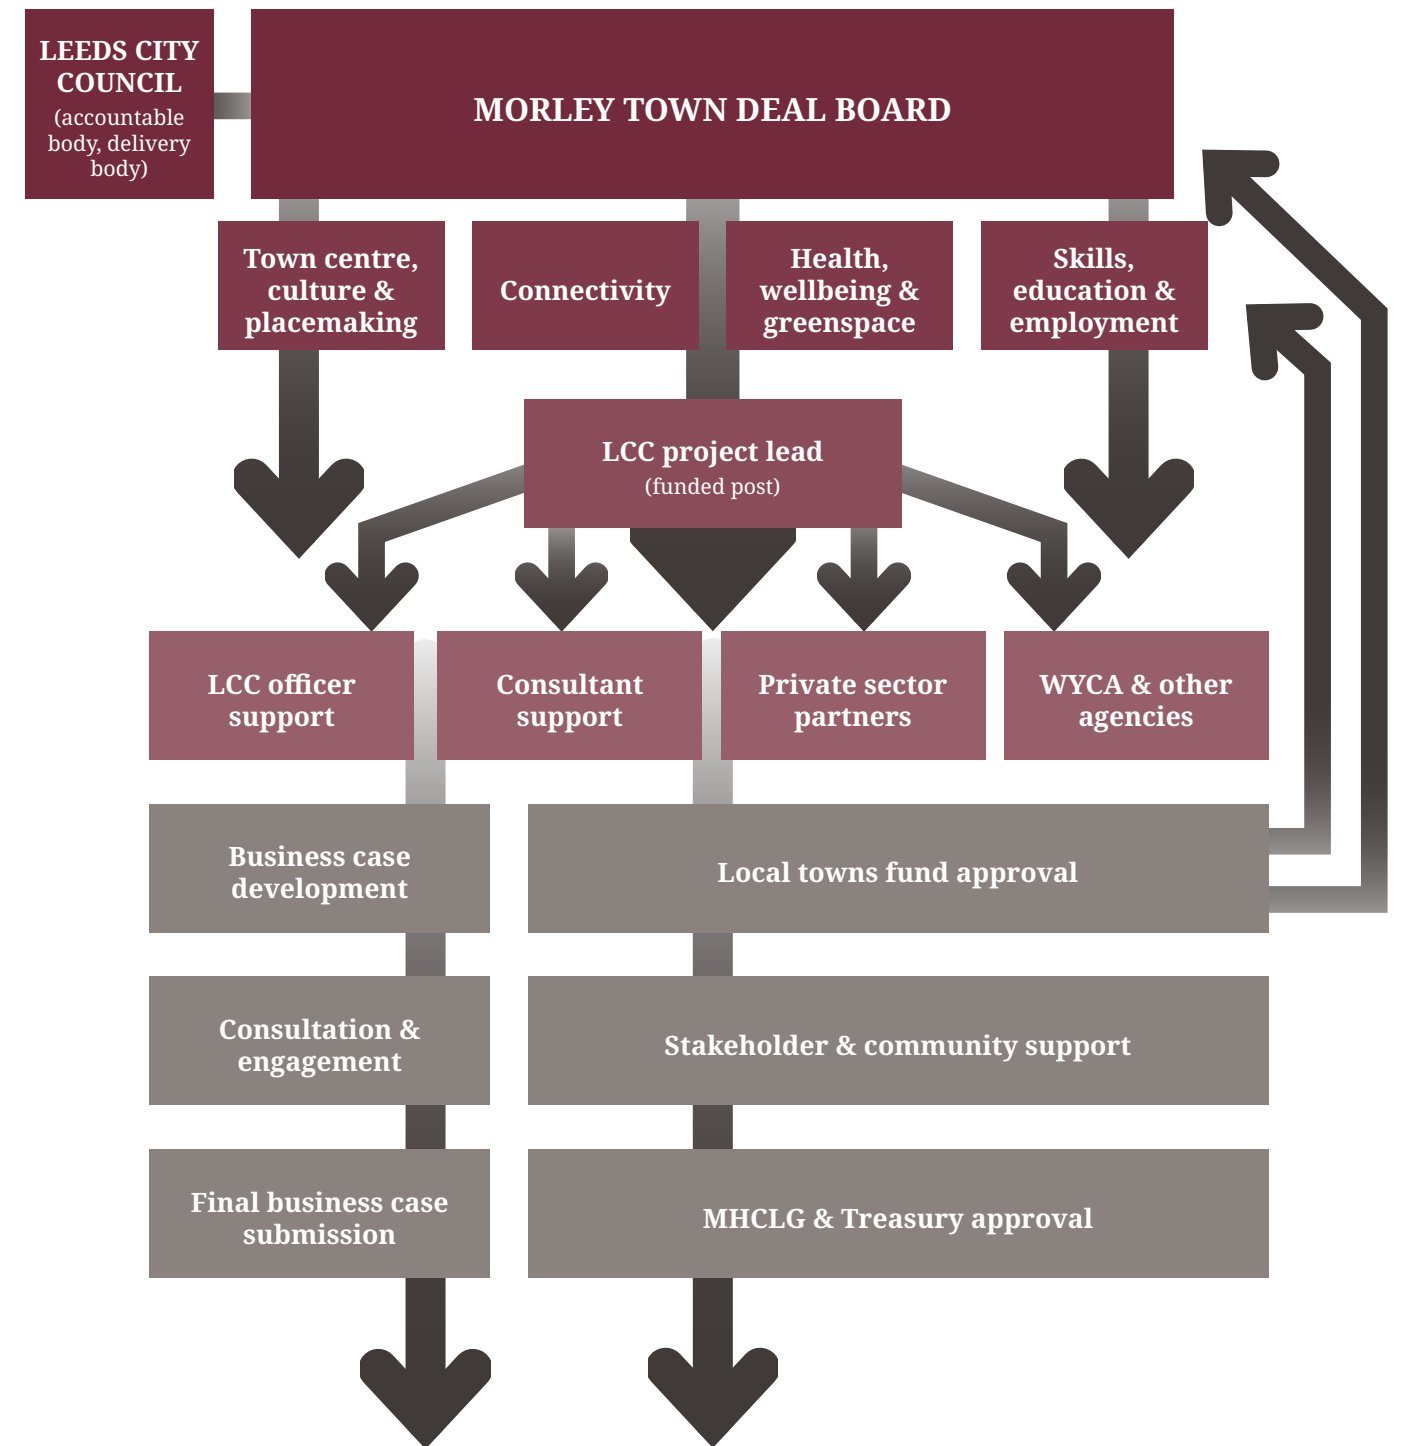 LEEDS CITY
COUNCIL
(accountable
body, delivery
body)
MORLEY TOWN DEAL BOARD
Town centre,
culture &
placemaking
Connectivity
Health,
wellbeing &
greenspace
Skills,
education &
employment
LCC project lead
(funded post)
LCC officer
support
Consultant
support
Private sector
partners
WYCA & other
agencies
Business case
development
Local towns fund approval
Consultation &
engagement
Stakeholder & community support
Final business case
submission
MHCLG & Treasury approval